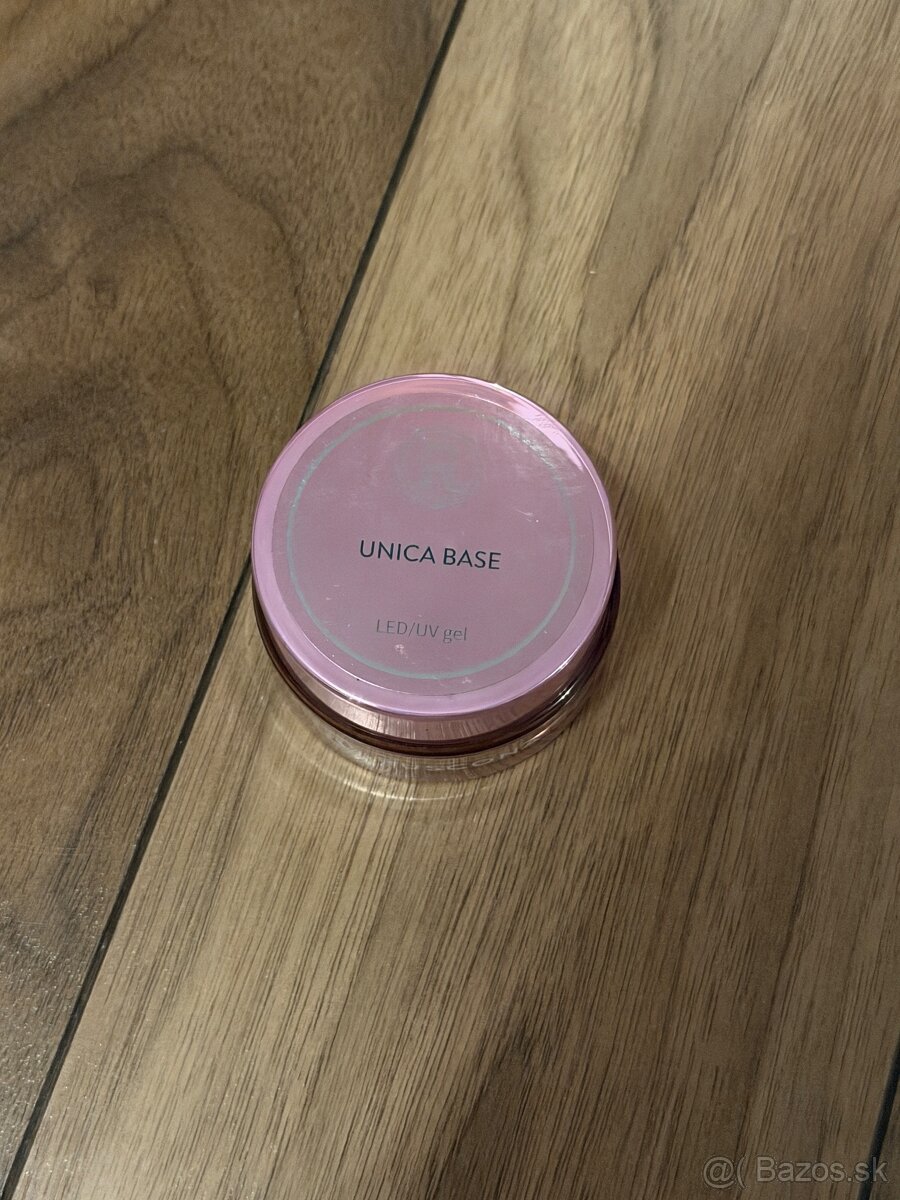 UNICA BASE
LED/UV gel
@( Bazos.sk